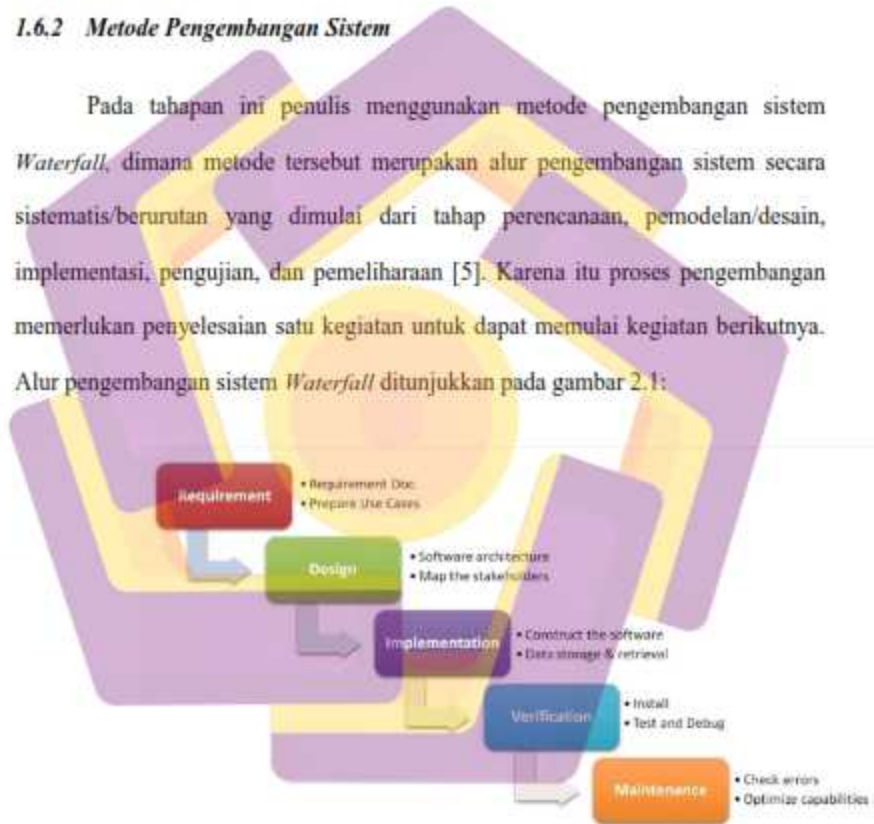 1.6.2 Metode Pengembangan Sistem
Pada tahapan ini penulis menggunakan metode pengembangan sistem
Waterfall, dimana metode tersebut merupakan alur pengembangan sistem secara
sistematis/berurutan yang dimulai dari tahap perencanaan, pemodelan/desain,
implementasi, pengujian, dan pemeliharaan [5]. Karena itu proses pengembangan
memerlukan penyelesaian satu kegiatan untuk dapat memulai kegiatan berikutnya.
Alur pengembangan sistem Waterfall ditunjukkan pada gambar 2.1:
Requirement
• Requirement Doc
• Prepare Use Cases
Design
• Software architecture
• Map the stakeholders
Implementation
• Construct the software
• Data storage & retrieval
Verification
• Install
• Test and Debug
Maintenance
• Check errors
• Optimize capabilities